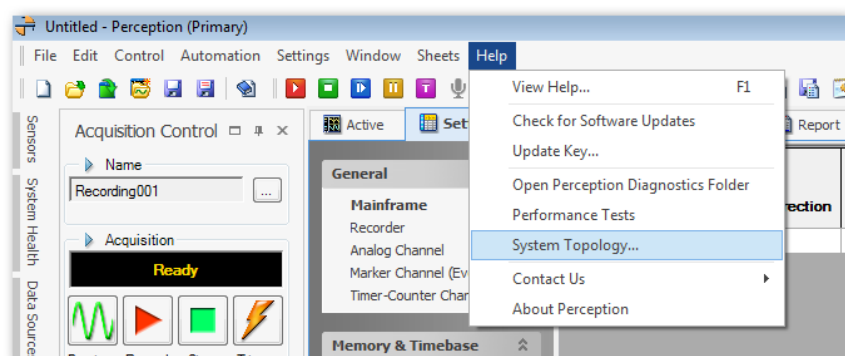 Untitled - Perception (Primary)
File Edit Control Automation Settings Window Sheets Help
View Help... F1
Check for Software Updates
Update Key...
Open Perception Diagnostics Folder
Performance Tests
System Topology...
Contact Us
About Perception
Sensors
System Health
Data Sources
Acquisition Control
Name
Recording001
...
Acquisition
Ready
Active
Set
Report
General
Mainframe
Recorder
Analog Channel
Marker Channel (Ev
Timer-Counter Char
Memory & Timebase
rection